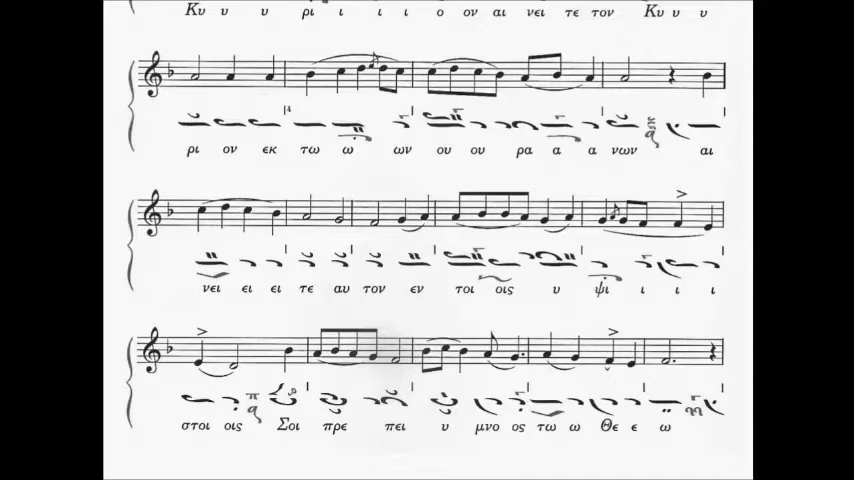 Κυ υ υ ρι ι ι ι ο ον αι νει τε τον Κυ υ υ
ρι ον εκ τω ω ων ου ου ρα α α νων αι
νει ει ει τε αυ τον εν τοι οις υ ψι ι ι ι
στοι οις Σοι πρε πει υ μνο ος τω ω Θε ε ω